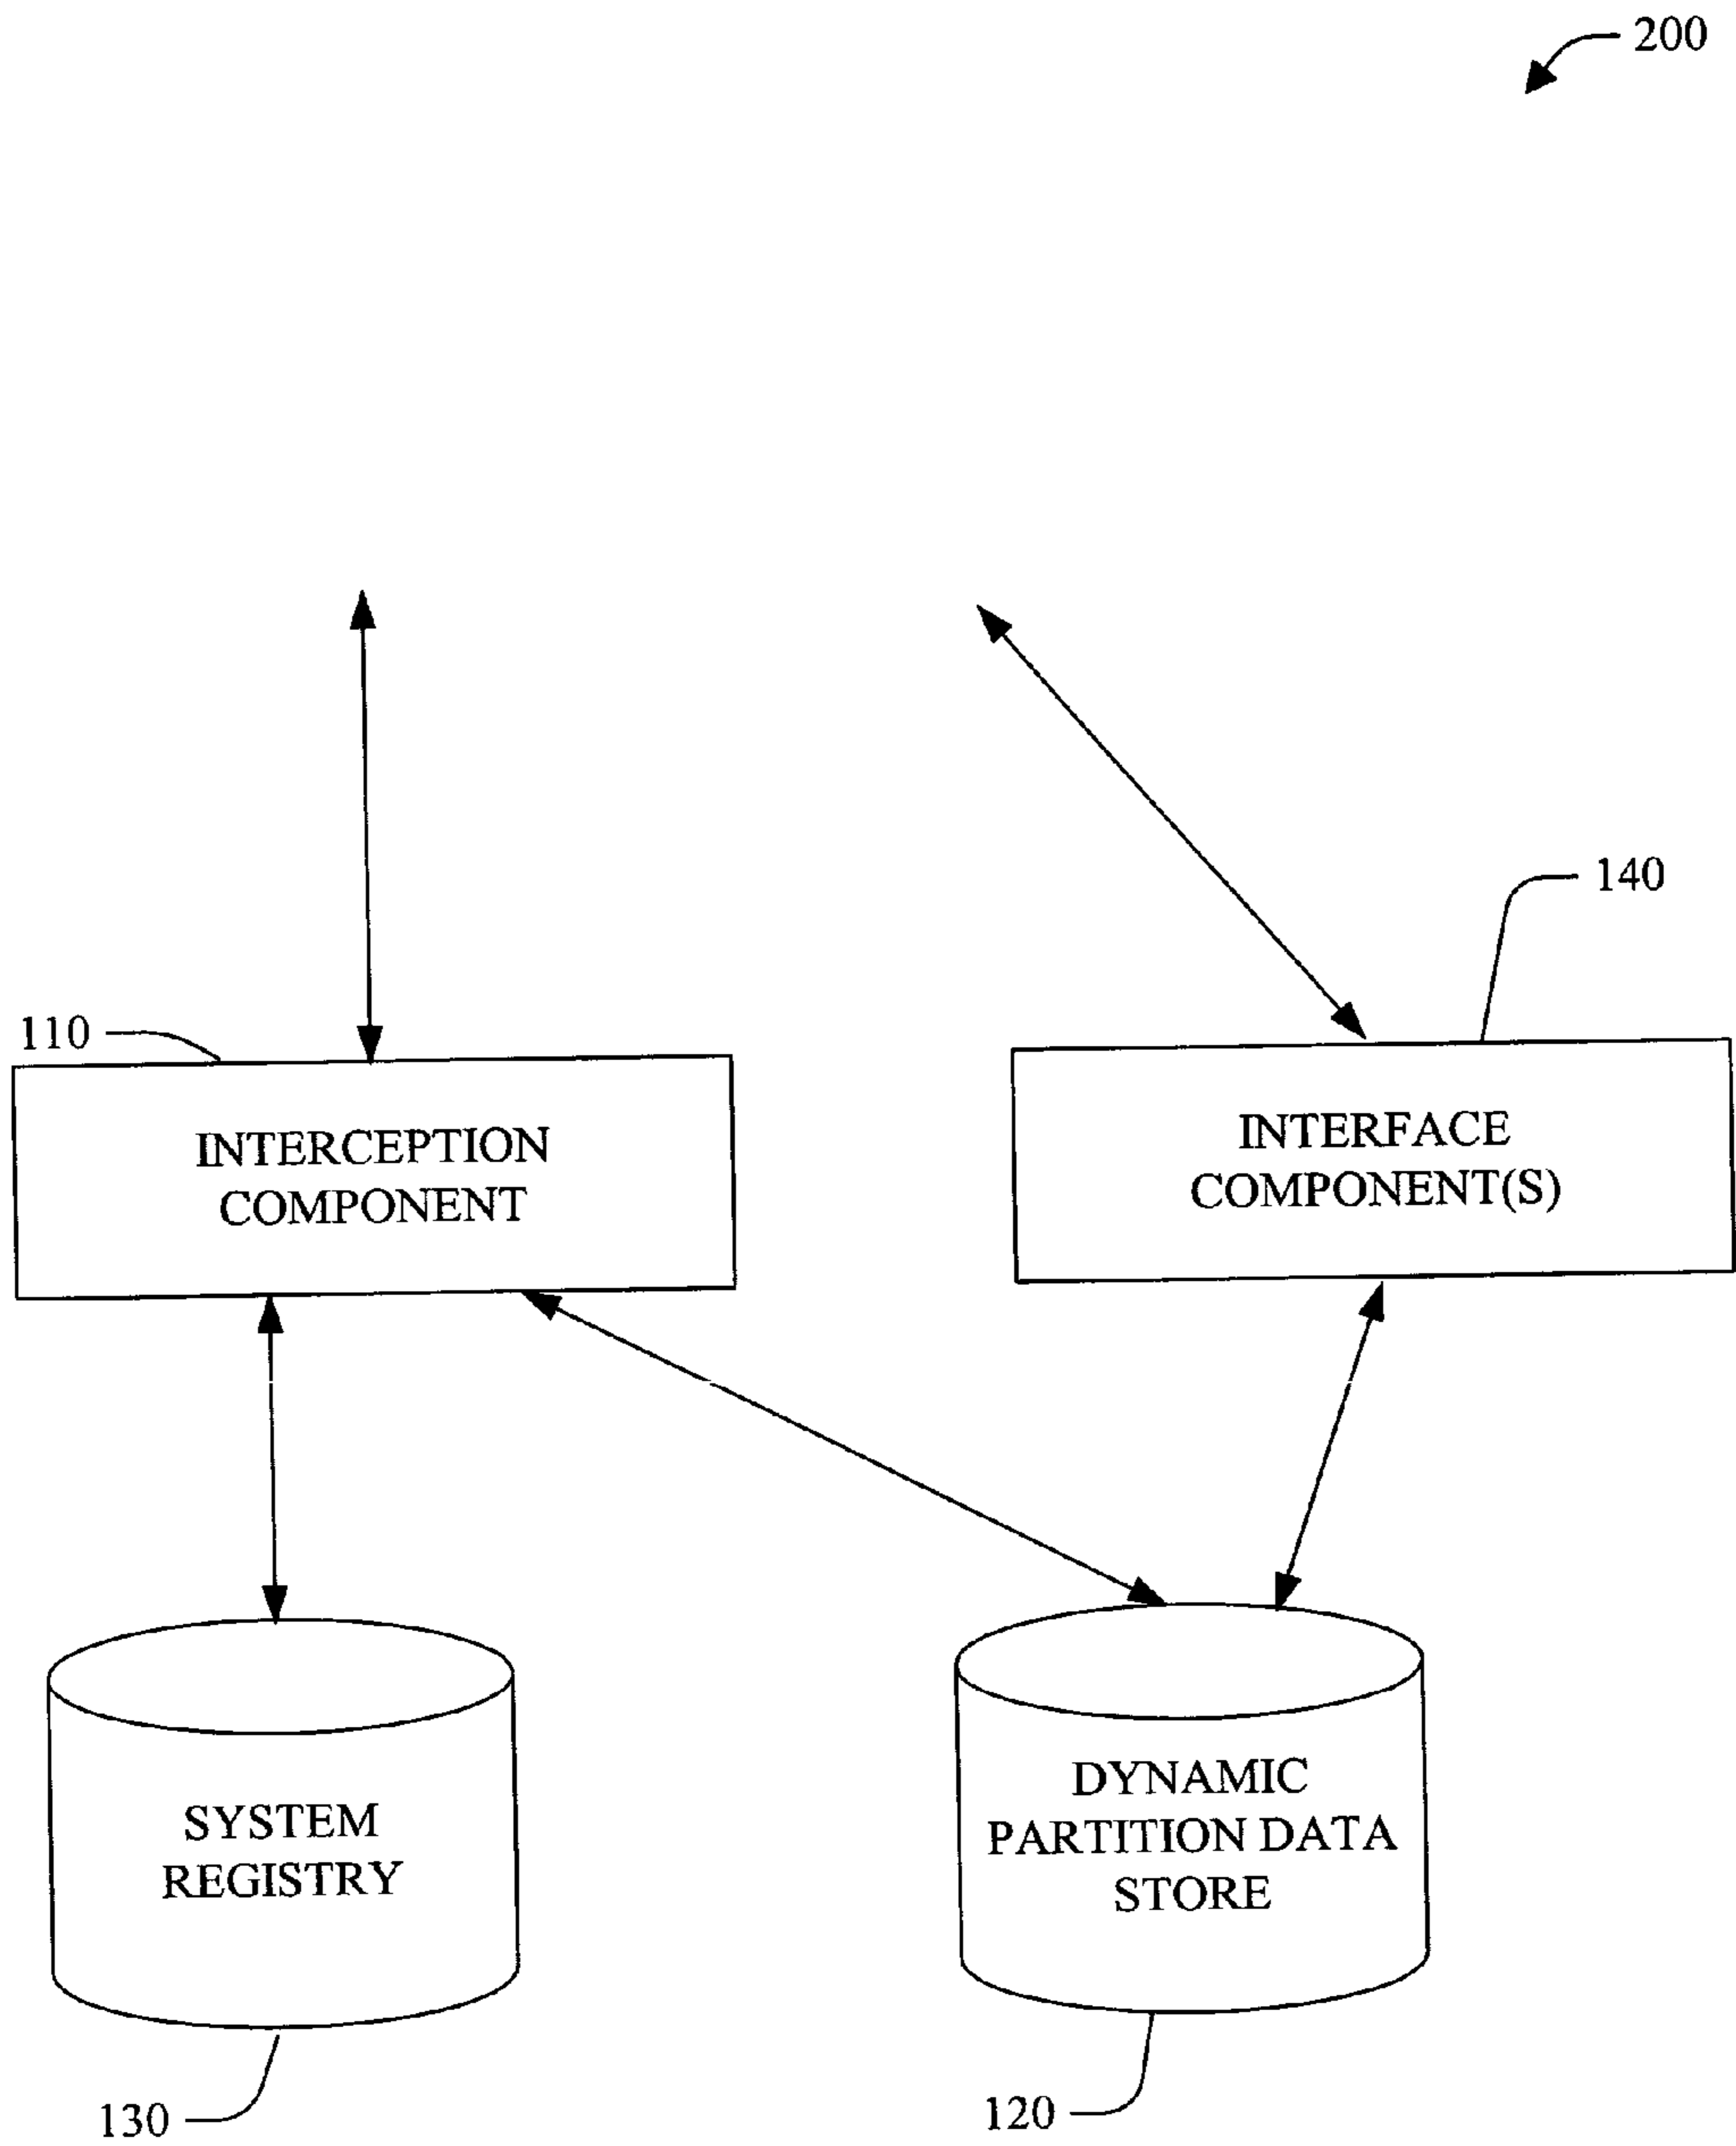 200
140
110
INTERCEPTION
COMPONENT
INTERFACE
COMPONENT(S)
SYSTEM
REGISTRY
DYNAMIC
PARTITION DATA
STORE
130
120